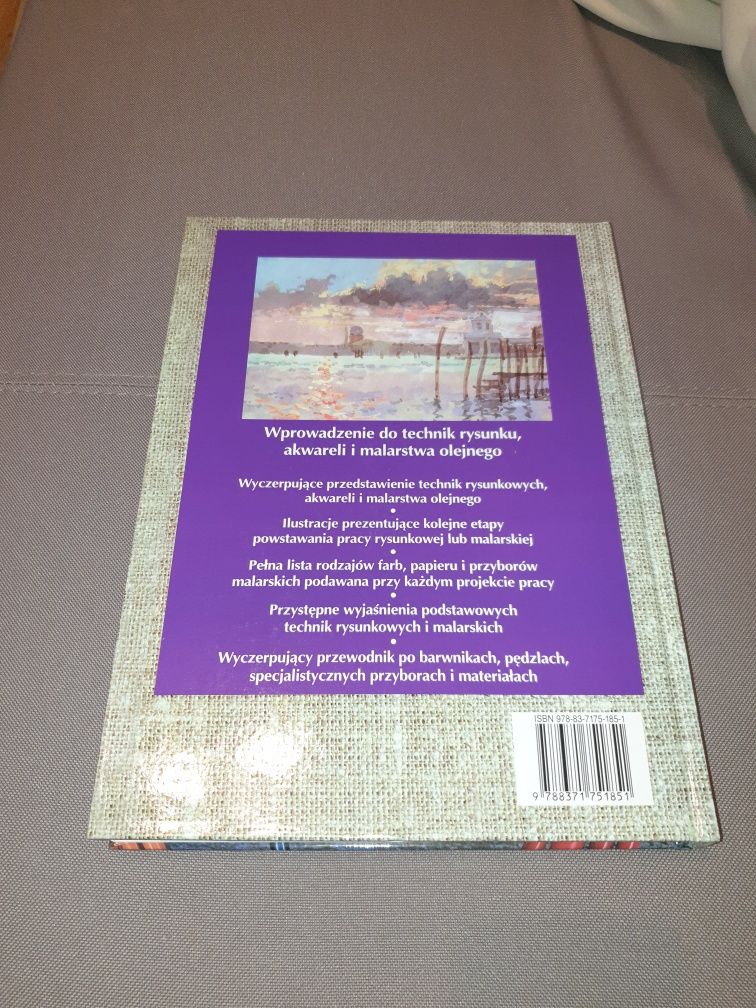 Wprowadzenie do technik rysunku,
akwareli i malarstwa olejnego
Wyczerpujące przedstawienie technik rysunkowych,
akwareli i malarstwa olejnego
•
Ilustracje prezentujące kolejne etapy
powstawania pracy rysunkowej lub malarskiej
•
Pełna lista rodzajów farb, papieru i przyborów
malarskich podawana przy każdym projekcie pracy
•
Przystępne wyjaśnienia podstawowych
technik rysunkowych i malarskich
•
Wyczerpujący przewodnik po barwnikach, pędzlach,
specjalistycznych przyborach i materiałach
ISBN 978-83-7175-185-1
9 788371 751851